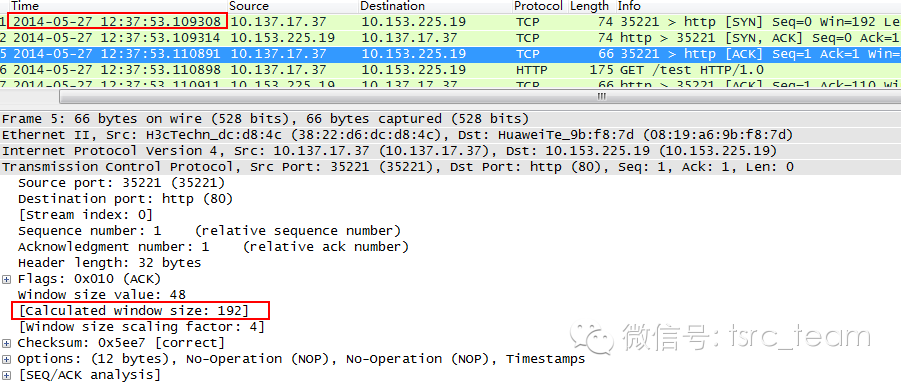 Time Source Destination Protocol Length Info
1 2014-05-27 12:37:53.109308 10.137.17.37 10.153.225.19 TCP 74 35221 > http [SYN] Seq=0 Win=192 Le
2 2014-05-27 12:37:53.109314 10.153.225.19 10.137.17.37 TCP 74 http > 35221 [SYN, ACK] Seq=0 Ack=1
5 2014-05-27 12:37:53.110891 10.137.17.37 10.153.225.19 TCP 66 35221 > http [ACK] Seq=1 Ack=1 Win=
6 2014-05-27 12:37:53.110898 10.137.17.37 10.153.225.19 HTTP 175 GET /test HTTP/1.0
2014-05-27 12:37:53.110911 10.153.225.19 10.137.17.37 TCP 66 http > 35221 [ACK] Seq=1 Ack=110 Win
Frame 5: 66 bytes on wire (528 bits), 66 bytes captured (528 bits)
Ethernet II, Src: H3cTechn_dc:d8:4c (38:22:d6:dc:d8:4c), Dst: HuaweiTe_9b:f8:7d (08:19:a6:9b:f8:7d)
Internet Protocol Version 4, Src: 10.137.17.37 (10.137.17.37), Dst: 10.153.225.19 (10.153.225.19)
Transmission Control Protocol, Src Port: 35221 (35221), Dst Port: http (80), Seq: 1, Ack: 1, Len: 0
Source port: 35221 (35221)
Destination port: http (80)
[Stream index: 0]
Sequence number: 1 (relative sequence number)
Acknowledgment number: 1 (relative ack number)
Header length: 32 bytes
Flags: 0x010 (ACK)
Window size value: 48
[Calculated window size: 192]
[Window size scaling factor: 4]
Checksum: 0x5ee7 [correct]
Options: (12 bytes), No-Operation (NOP), No-Operation (NOP), Timestamps
[SEQ/ACK analysis]
微信号: tsrc_team